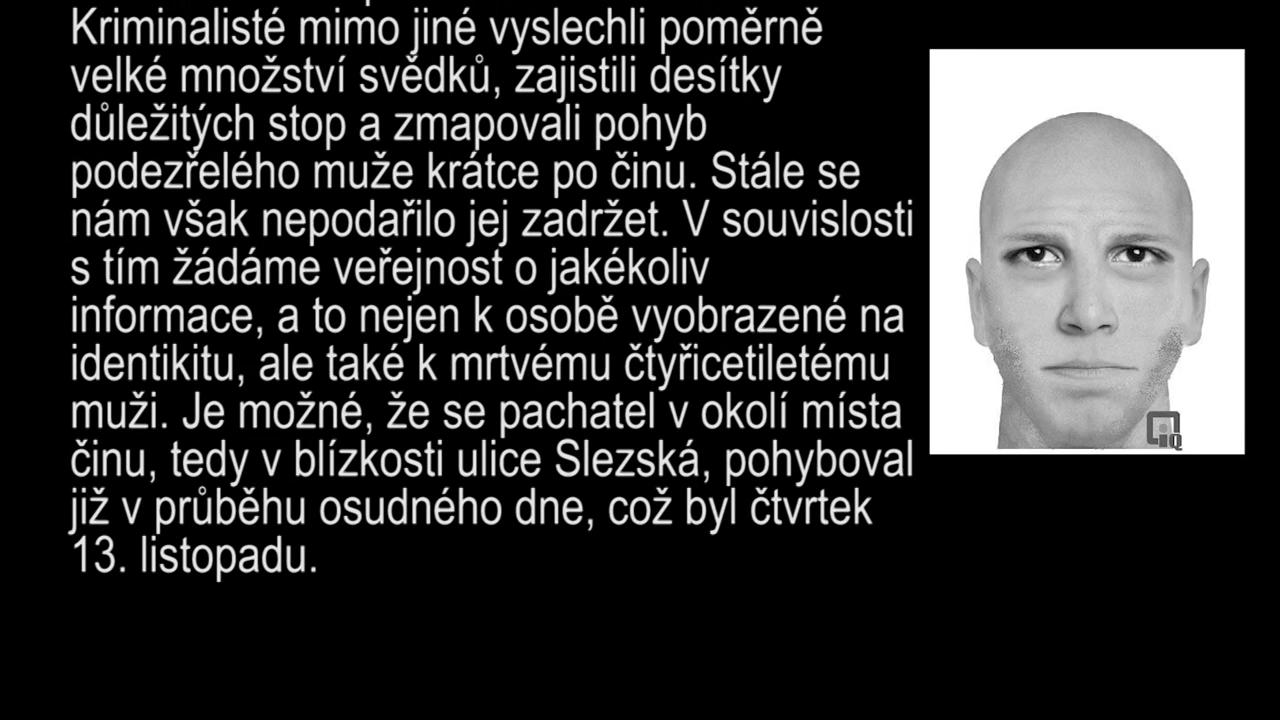 Kriminalisté mimo jiné vyslechli poměrně
velké množství svědků, zajistili desítky
důležitých stop a zmapovali pohyb
podezřelého muže krátce po činu. Stále se
nám však nepodařilo jej zadržet. V souvislosti
s tím žádáme veřejnost o jakékoliv
informace, a to nejen k osobě vyobrazené na
identikitu, ale také k mrtvému čtyřicetiletému
muži. Je možné, že se pachatel v okolí místa
činu, tedy v blízkosti ulice Slezská, pohyboval
již v průběhu osudného dne, což byl čtvrtek
13. listopadu.
iQ